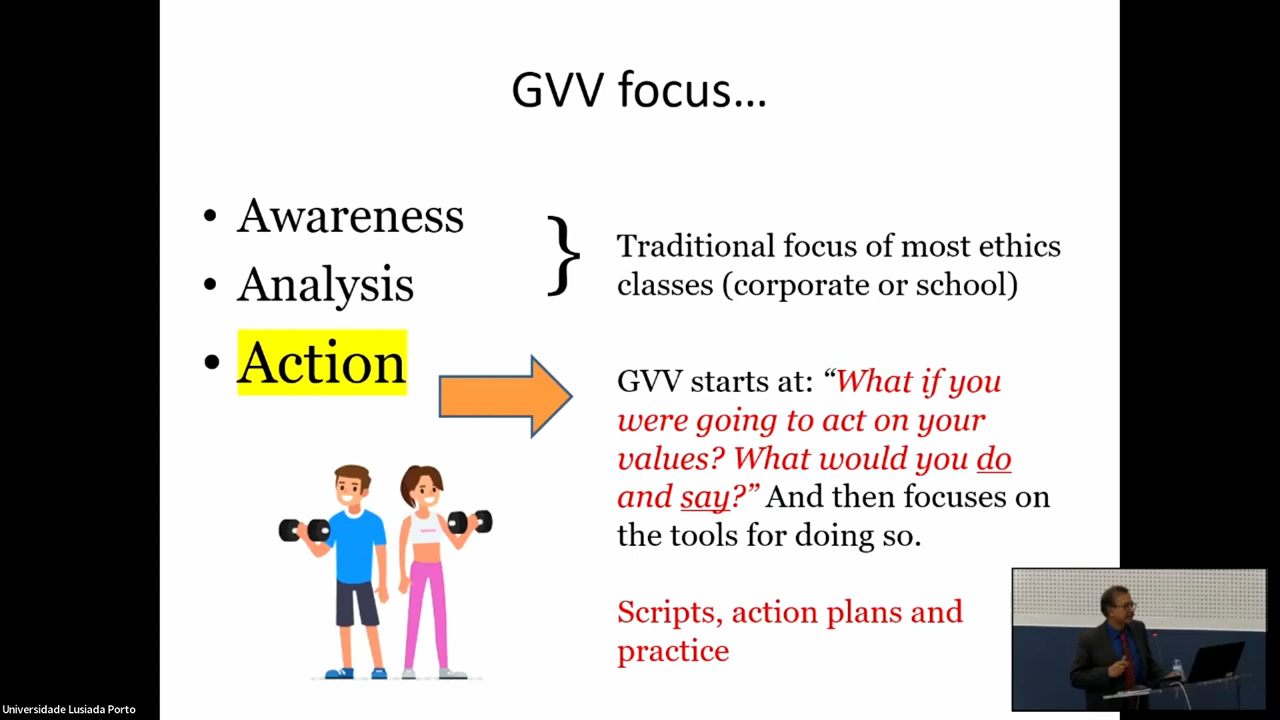 GVV focus...
• Awareness
• Analysis
• Action
}
Traditional focus of most ethics
classes (corporate or school)
GVV starts at: “What if you
were going to act on your
values? What would you do
and say?” And then focuses on
the tools for doing so.
Scripts, action plans and
practice
Universidade Lusiada Porto